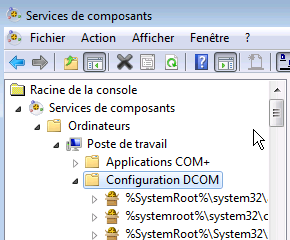 Services de composants
Fichier Action Afficher Fenêtre ?
Racine de la console
Services de composants
Ordinateurs
Poste de travail
Applications COM+
Configuration DCOM
%SystemRoot%\system32\
%systemroot%\system32\c
%SystemRoot%\System32\